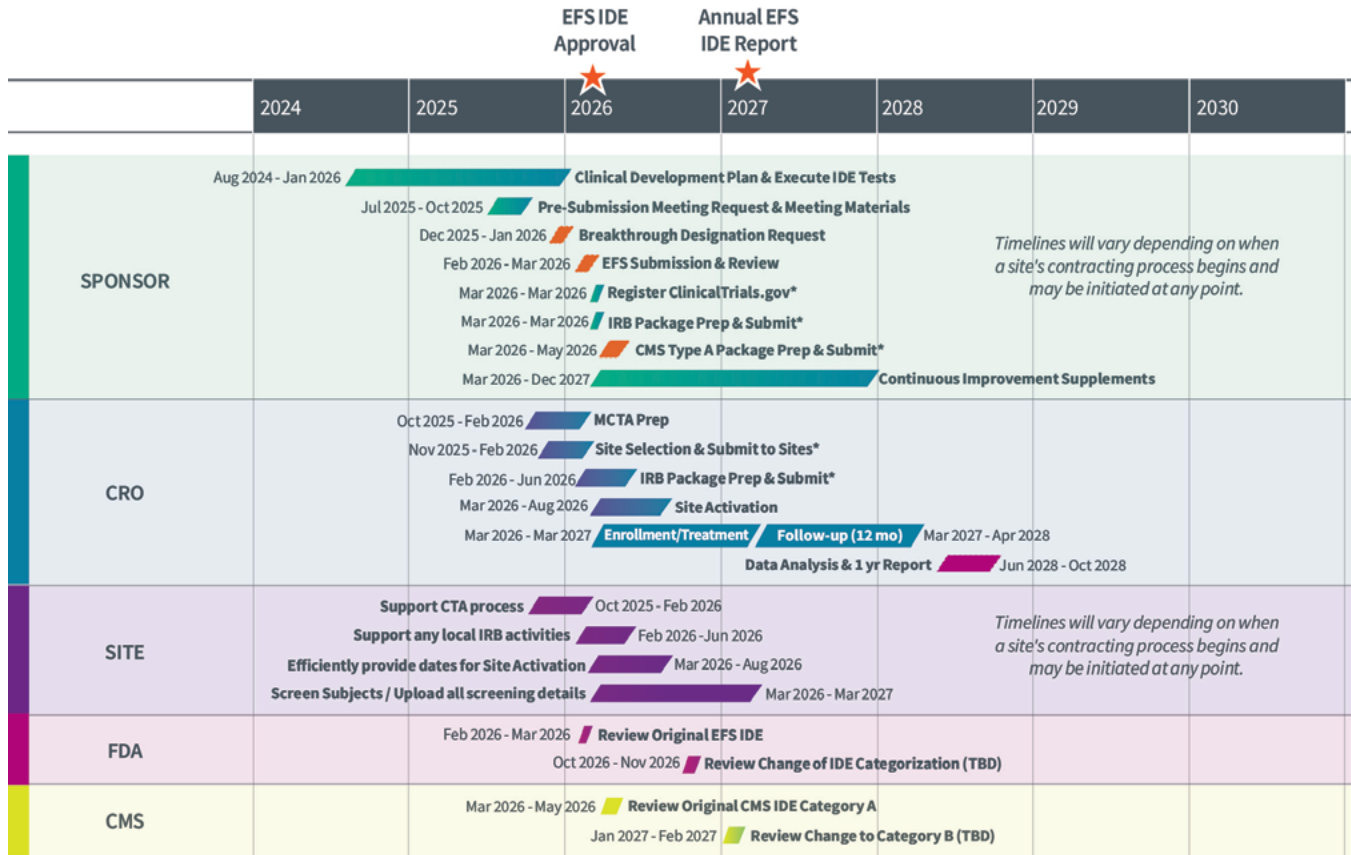 EFS IDE
Approval
Annual EFS
IDE Report
2024 2025 2026 2027 2028 2029 2030
SPONSOR
Aug 2024 - Jan 2026 Clinical Development Plan & Execute IDE Tests
Jul 2025 - Oct 2025 Pre-Submission Meeting Request & Meeting Materials
Dec 2025 - Jan 2026 Breakthrough Designation Request
Feb 2026 - Mar 2026 EFS Submission & Review
Mar 2026 - Mar 2026 Register ClinicalTrials.gov*
Mar 2026 - Mar 2026 IRB Package Prep & Submit*
Mar 2026 - May 2026 CMS Type A Package Prep & Submit*
Mar 2026 - Dec 2027 Continuous Improvement Supplements
Timelines will vary depending on when
a site's contracting process begins and
may be initiated at any point.
CRO
Oct 2025 - Feb 2026 MCTA Prep
Nov 2025 - Feb 2026 Site Selection & Submit to Sites*
Feb 2026 - Jun 2026 IRB Package Prep & Submit*
Mar 2026 - Aug 2026 Site Activation
Mar 2026 - Mar 2027 Enrollment/Treatment Follow-up (12 mo) Mar 2027 - Apr 2028
Data Analysis & 1 yr Report Jun 2028 - Oct 2028
SITE
Support CTA process Oct 2025 - Feb 2026
Support any local IRB activities Feb 2026 -Jun 2026
Efficiently provide dates for Site Activation Mar 2026 - Aug 2026
Screen Subjects / Upload all screening details Mar 2026 - Mar 2027
Timelines will vary depending on when
a site's contracting process begins and
may be initiated at any point.
FDA
Feb 2026 - Mar 2026 Review Original EFS IDE
Oct 2026 - Nov 2026 Review Change of IDE Categorization (TBD)
CMS
Mar 2026 - May 2026 Review Original CMS IDE Category A
Jan 2027 - Feb 2027 Review Change to Category B (TBD)